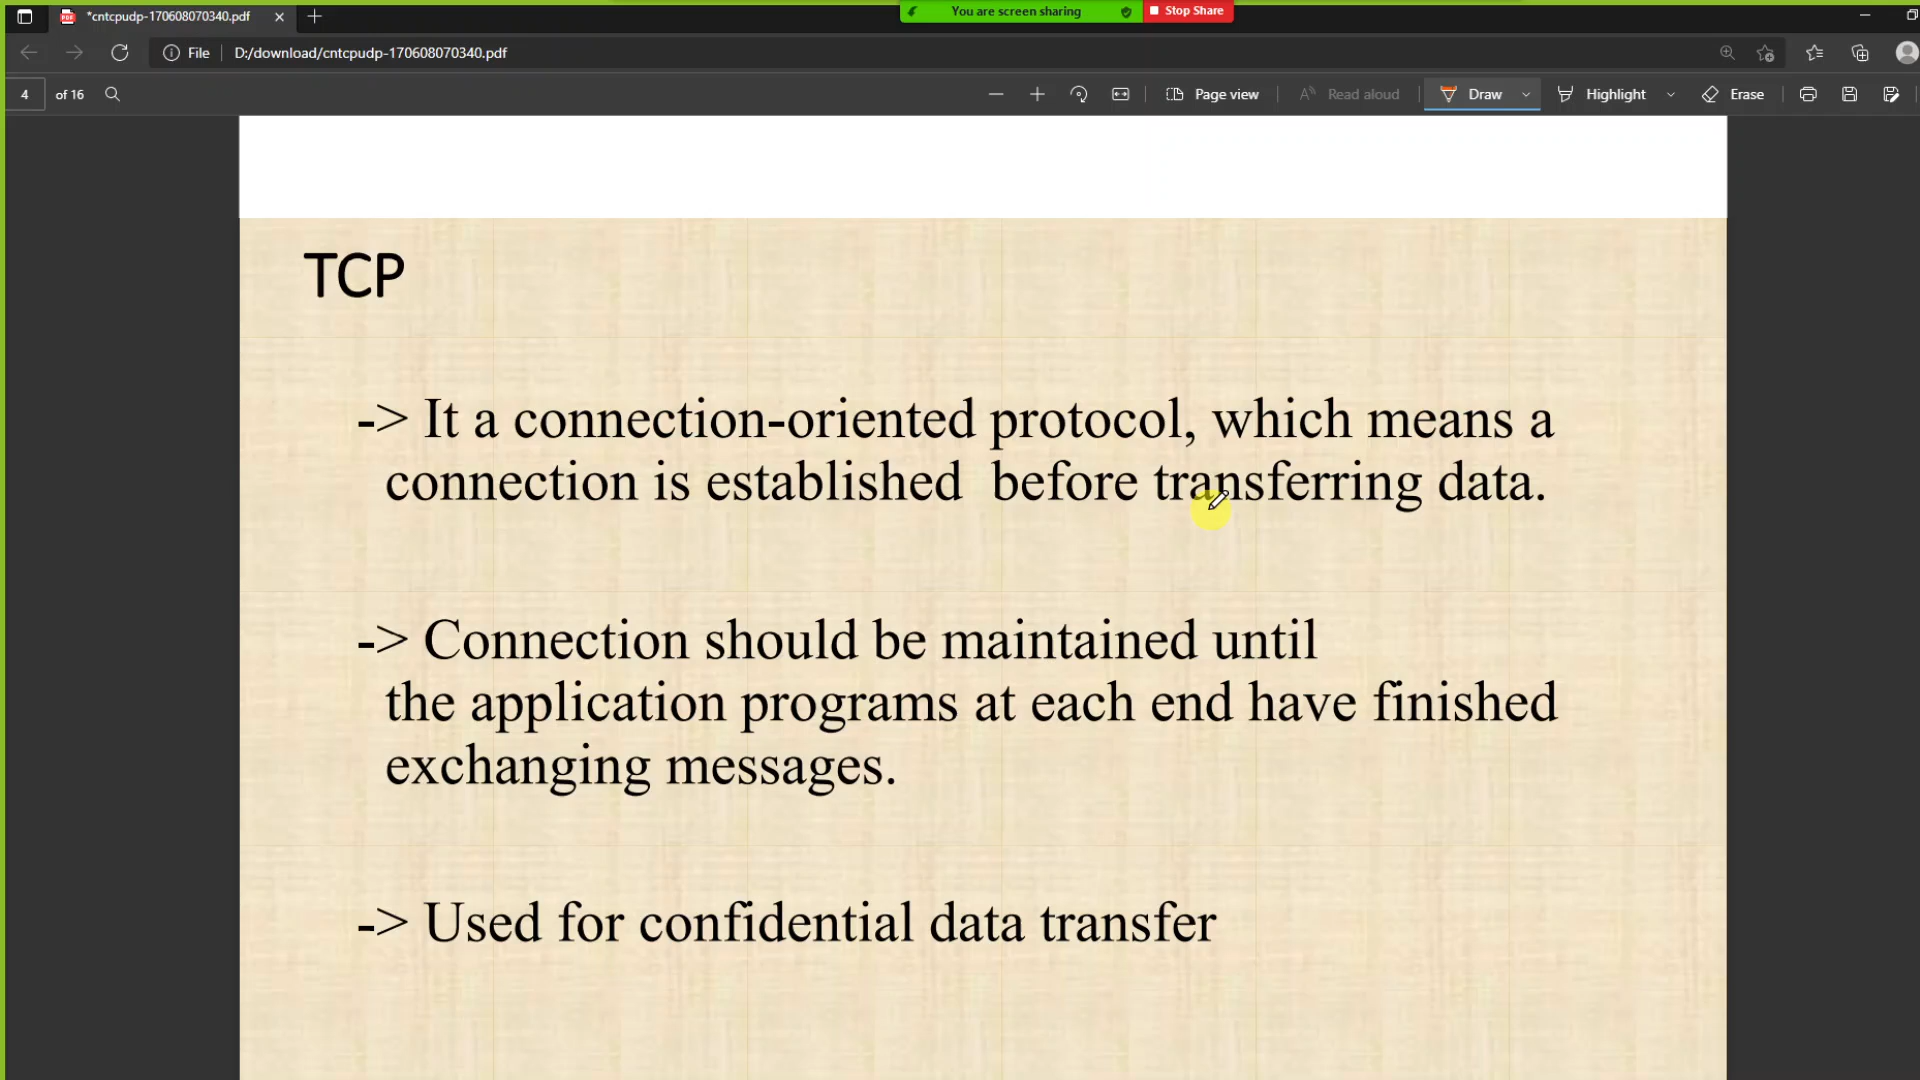 *cntcpudp-170608070340.pdf
You are screen sharing
Stop Share
File
D:/download/cntcpudp-170608070340.pdf
4 of 16
Page view
Read aloud
Draw
Highlight
Erase
TCP
-> It a connection-oriented protocol, which means a
connection is established before transferring data.
-> Connection should be maintained until
the application programs at each end have finished
exchanging messages.
-> Used for confidential data transfer